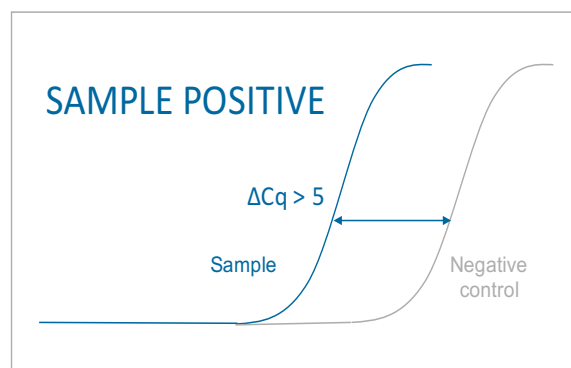 SAMPLE POSITIVE
ΔCq > 5
Sample
Negative
control